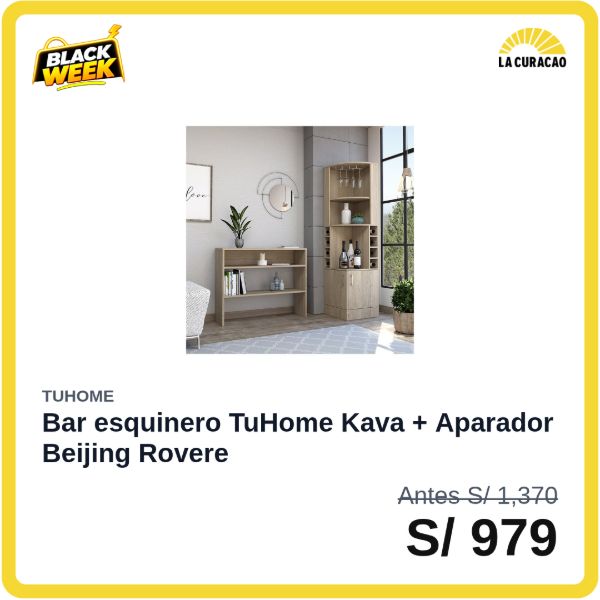 BLACK
WEEK
LA CURACAO
TUHOME
Bar esquinero TuHome Kava + Aparador
Beijing Rovere
Antes S/ 1,370
S/ 979